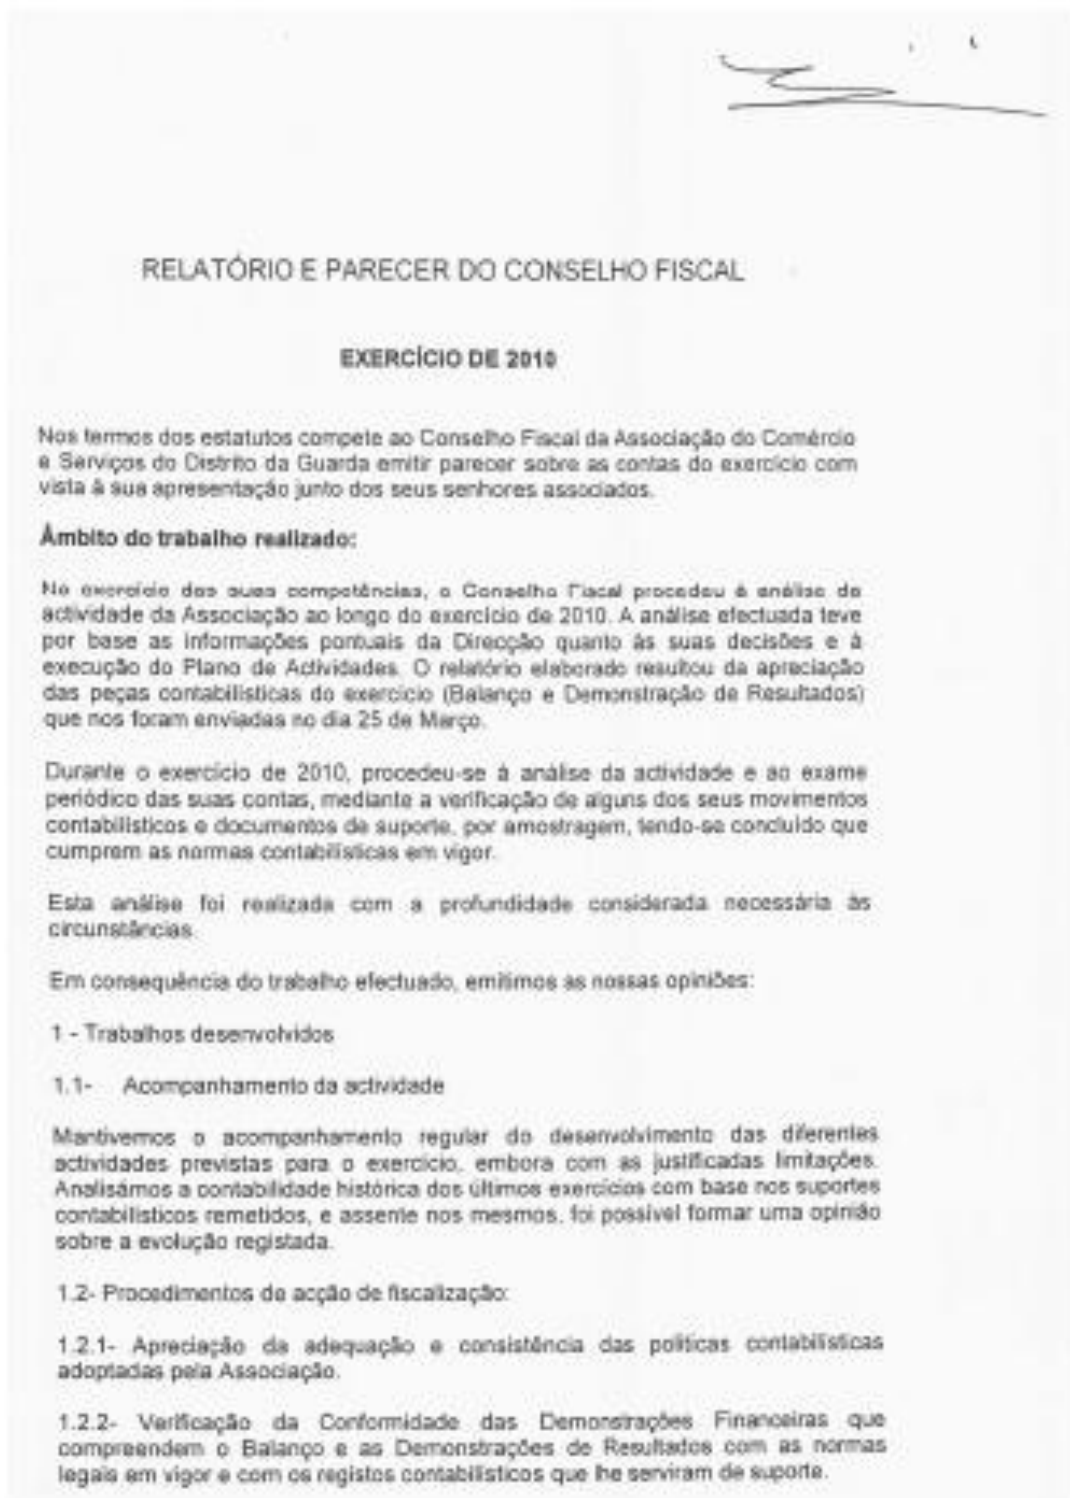 RELATÓRIO E PARECER DO CONSELHO FISCAL
EXERCÍCIO DE 2010
Nos termos dos estatutos compete ao Conselho Fiscal da Associação do Comércio
e Serviços do Distrito da Guarda emitir parecer sobre as contas do exercício com
vista à sua apresentação junto dos seus senhores associados.
Âmbito do trabalho realizado:
No exercício das suas competências, o Conselho Fiscal procedeu à análise da
actividade da Associação ao longo do exercício de 2010. A análise efectuada teve
por base as informações pontuais da Direcção quanto às suas decisões e à
execução do Plano de Actividades. O relatório elaborado resultou da apreciação
das peças contabilísticas do exercício (Balanço e Demonstração de Resultados)
que nos foram enviadas no dia 25 de Março.
Durante o exercício de 2010, procedeu-se à análise da actividade e ao exame
periódico das suas contas, mediante a verificação de alguns dos seus movimentos
contabilísticos e documentos de suporte, por amostragem, tendo-se concluído que
cumprem as normas contabilísticas em vigor.
Esta análise foi realizada com a profundidade considerada necessária às
circunstâncias.
Em consequência do trabalho efectuado, emitimos as nossas opiniões:
1 - Trabalhos desenvolvidos
1.1- Acompanhamento da actividade
Mantivemos o acompanhamento regular do desenvolvimento das diferentes
actividades previstas para o exercício, embora com as justificadas limitações.
Analisámos a contabilidade histórica dos últimos exercícios com base nos suportes
contabilísticos remetidos, e assente nos mesmos, foi possível formar uma opinião
sobre a evolução registada.
1.2- Procedimentos de acção de fiscalização:
1.2.1- Apreciação da adequação e consistência das políticas contabilísticas
adoptadas pela Associação.
1.2.2- Verificação da Conformidade das Demonstrações Financeiras que
compreendem o Balanço e as Demonstrações de Resultados com as normas
legais em vigor e com os registos contabilísticos que lhe serviram de suporte.